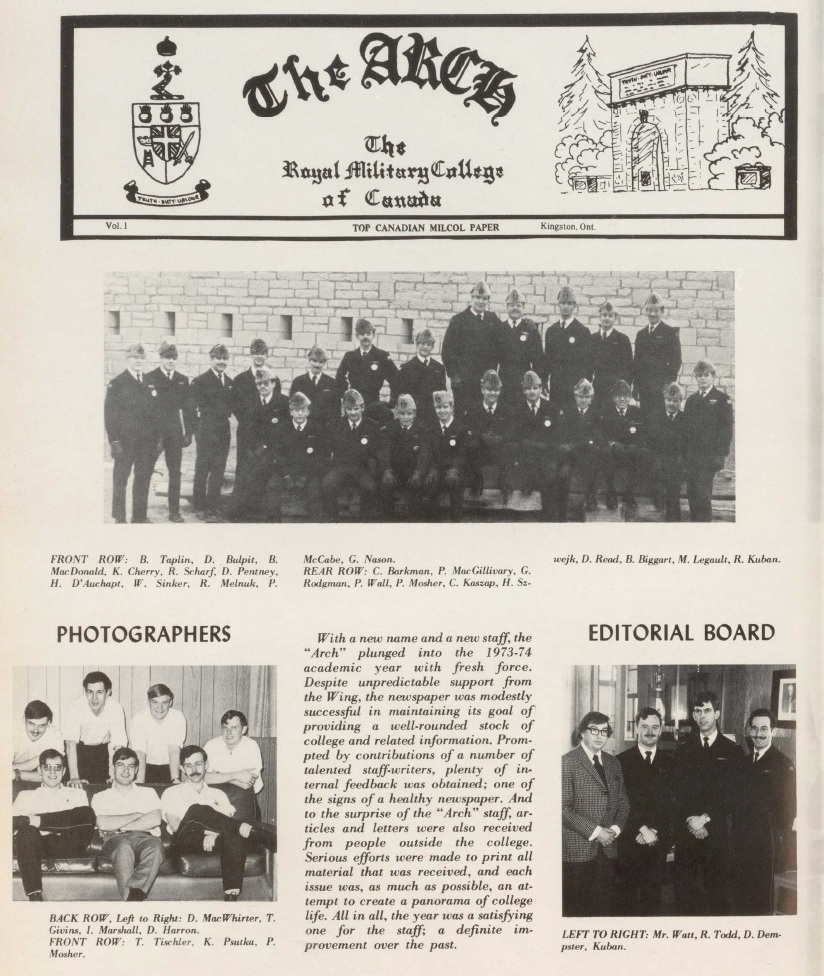 The ARCH
The
Royal Military College
of Canada
TRUTH · DUTY · VALOUR
TRUTH · DUTY · VALOUR
Vol. 1
TOP CANADIAN MILCOL PAPER
Kingston, Ont.
FRONT ROW: B. Taplin, D. Bulpit, B.
MacDonald, K. Cherry, R. Scharf, D. Pentney,
H. D'Auchapt, W. Sinker, R. Melnuk, P.
McCabe, G. Nason.
REAR ROW: C. Barkman, P. MacGillivary, G.
Rodgman, P. Wall, P. Mosher, C. Kaszap, H. Sz-
wejk, D. Read, B. Biggart, M. Legault, R. Kuban.
PHOTOGRAPHERS
BACK ROW, Left to Right: D. MacWhirter, T.
Givins, I. Marshall, D. Harron.
FRONT ROW: T. Tischler, K. Psutka, P.
Mosher.
With a new name and a new staff, the
“Arch” plunged into the 1973-74
academic year with fresh force.
Despite unpredictable support from
the Wing, the newspaper was modestly
successful in maintaining its goal of
providing a well-rounded stock of
college and related information. Prom-
pted by contributions of a number of
talented staff-writers, plenty of in-
ternal feedback was obtained; one of
the signs of a healthy newspaper. And
to the surprise of the “Arch” staff, ar-
ticles and letters were also received
from people outside the college.
Serious efforts were made to print all
material that was received, and each
issue was, as much as possible, an at-
tempt to create a panorama of college
life. All in all, the year was a satisfying
one for the staff; a definite im-
provement over the past.
EDITORIAL BOARD
LEFT TO RIGHT: Mr. Watt, R. Todd, D. Dem-
pster, Kuban.